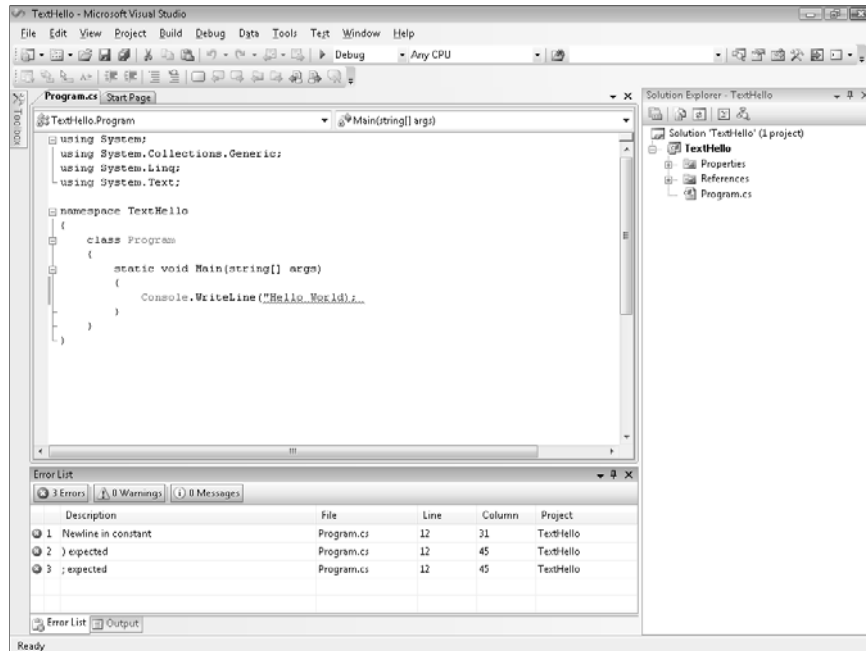 TextHello - Microsoft Visual Studio
File Edit View Project Build Debug Data Tools Test Window Help
Debug Any CPU
Program.cs Start Page
Solution Explorer - TextHello
Toolbox
TextHello.Program Main(string[] args)
Solution 'TextHello' (1 project)
TextHello
Properties
References
Program.cs
using System;
using System.Collections.Generic;
using System.Linq;
using System.Text;
namespace TextHello
{
class Program
{
static void Main(string[] args)
{
Console.WriteLine("Hello World);
}
}
}
Error List
3 Errors 0 Warnings 0 Messages
Description File Line Column Project
1 Newline in constant Program.cs 12 31 TextHello
2 ) expected Program.cs 12 45 TextHello
3 ; expected Program.cs 12 45 TextHello
Error List Output
Ready